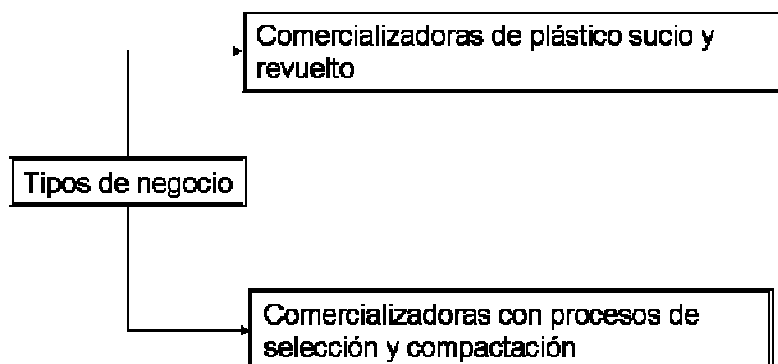 Comercializadoras de plástico sucio y
revuelto
Tipos de negocio
Comercializadoras con procesos de
selección y compactación